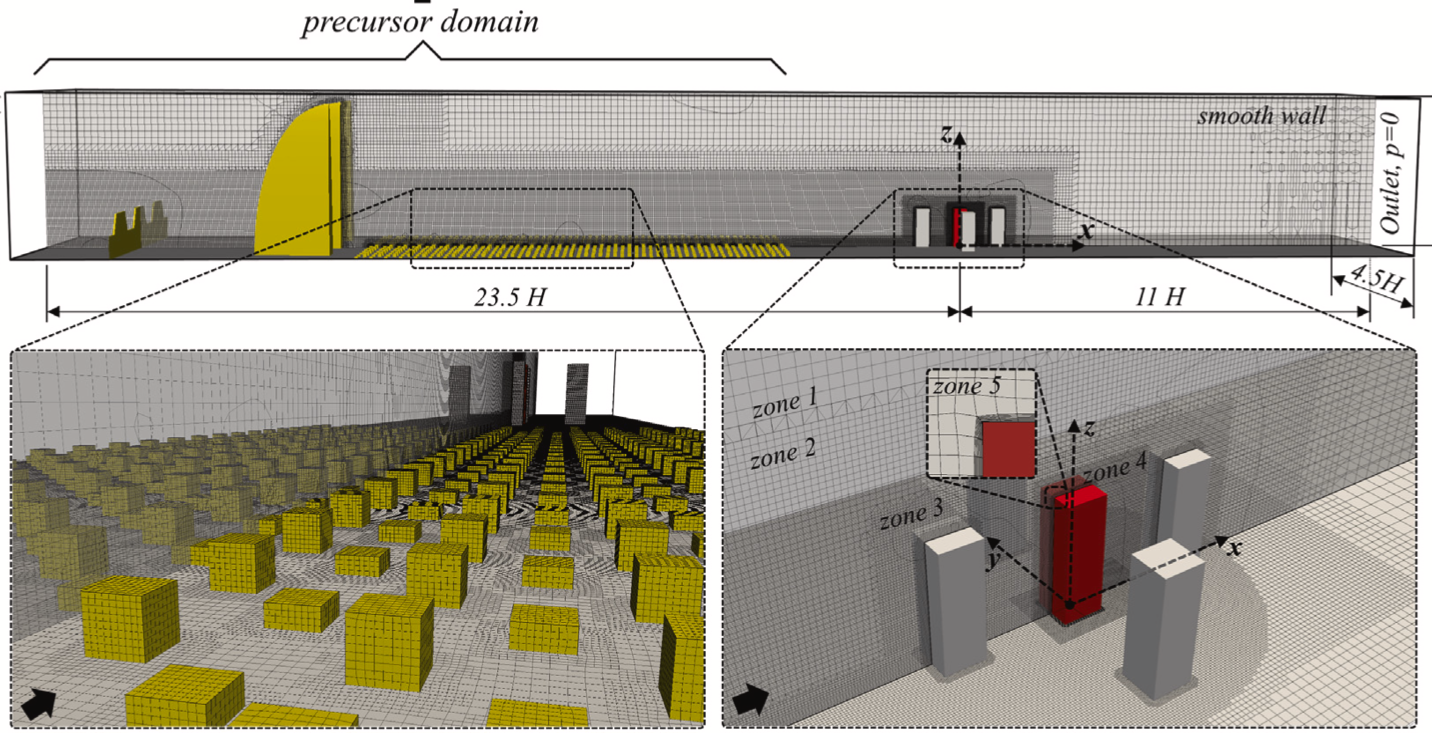 precursor domain
smooth wall
Outlet, p=0
z
x
23.5 H
11 H
4.5H
zone 1
zone 2
zone 5
z
zone 4
zone 3
y
x